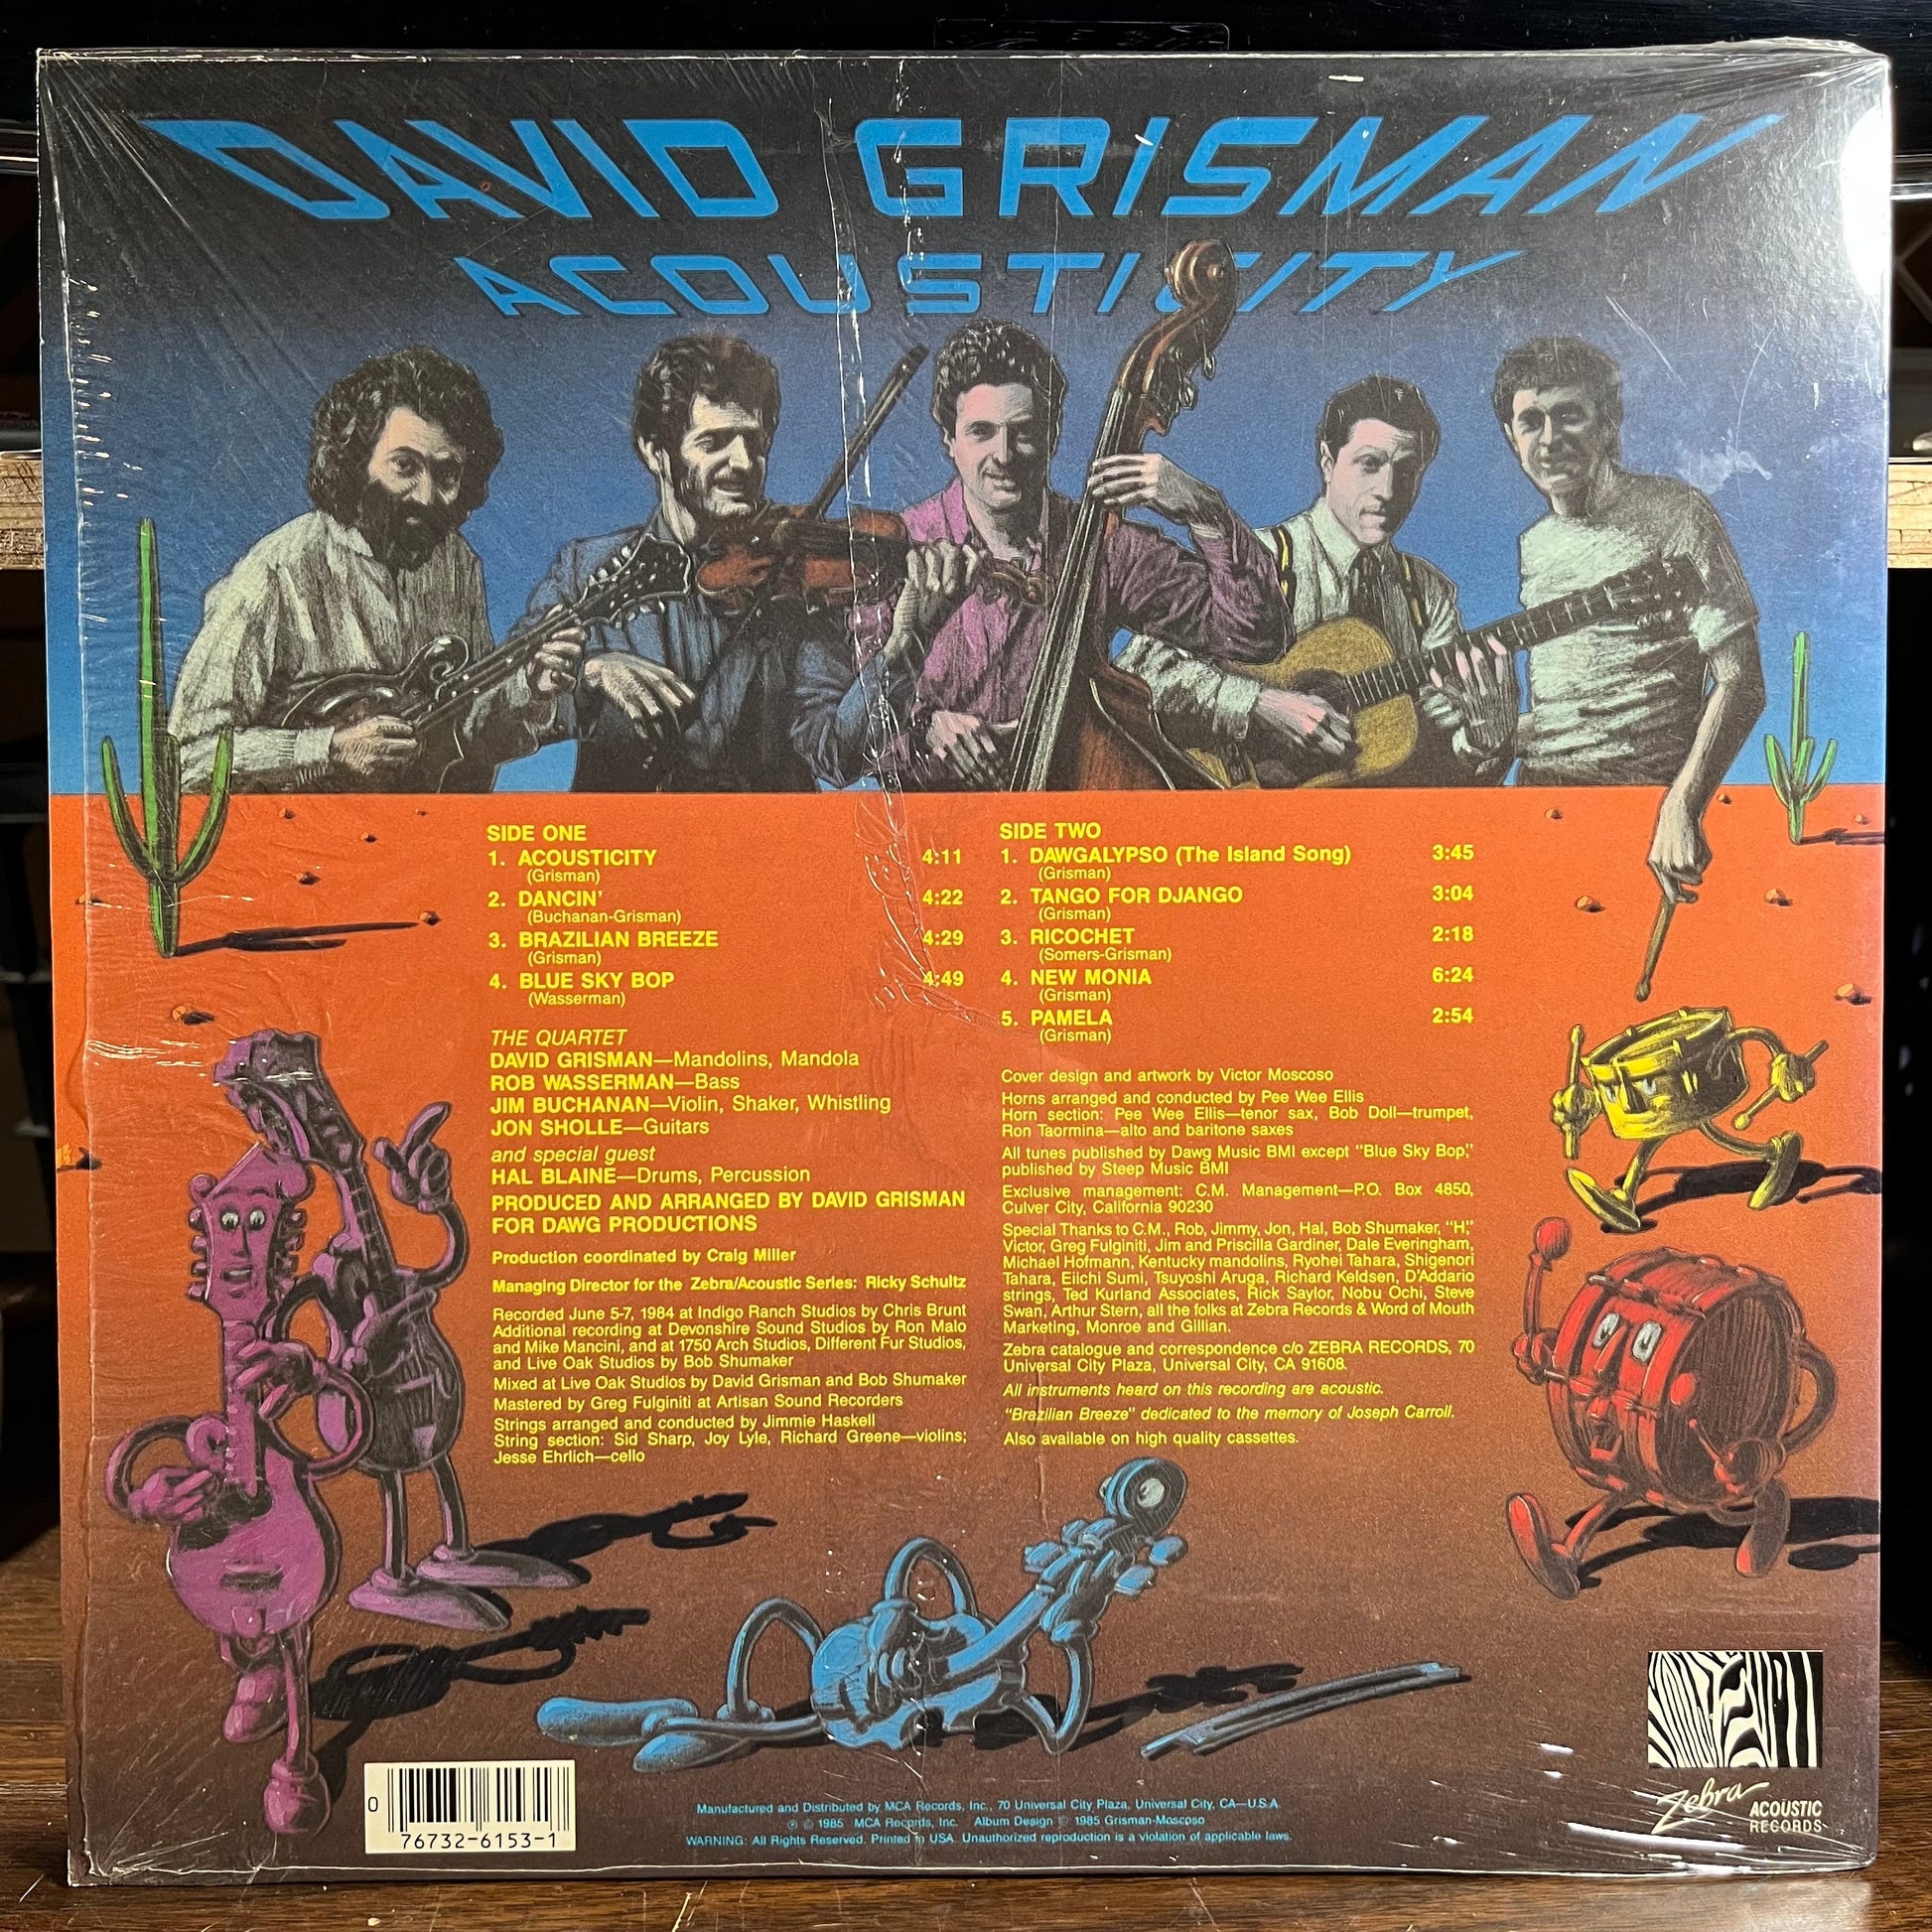 DAVID GRISMAN
ACOUSTICITY
SIDE ONE
1. ACOUSTICITY 4:11
(Grisman)
2. DANCIN' 4:22
(Buchanan-Grisman)
3. BRAZILIAN BREEZE 4:29
(Grisman)
4. BLUE SKY BOP 4:49
(Wasserman)
THE QUARTET
DAVID GRISMAN—Mandolins, Mandola
ROB WASSERMAN—Bass
JIM BUCHANAN—Violin, Shaker, Whistling
JON SHOLLE—Guitars
and special guest
HAL BLAINE—Drums, Percussion
PRODUCED AND ARRANGED BY DAVID GRISMAN
FOR DAWG PRODUCTIONS
Production coordinated by Craig Miller
Managing Director for the Zebra/Acoustic Series: Ricky Schultz
Recorded June 5-7, 1984 at Indigo Ranch Studios by Chris Brunt
Additional recording at Devonshire Sound Studios by Ron Malo
and Mike Mancini, and at 1750 Arch Studios, Different Fur Studios,
and Live Oak Studios by Bob Shumaker
Mixed at Live Oak Studios by David Grisman and Bob Shumaker
Mastered by Greg Fulginiti at Artisan Sound Recorders
Strings arranged and conducted by Jimmie Haskell
String section: Sid Sharp, Joy Lyle, Richard Greene—violins;
Jesse Ehrlich—cello
SIDE TWO
1. DAWGALYPSO (The Island Song) 3:45
(Grisman)
2. TANGO FOR DJANGO 3:04
(Grisman)
3. RICOCHET 2:18
(Somers-Grisman)
4. NEW MONIA 6:24
(Grisman)
5. PAMELA 2:54
(Grisman)
Cover design and artwork by Victor Moscoso
Horns arranged and conducted by Pee Wee Ellis
Horn section: Pee Wee Ellis—tenor sax, Bob Doll—trumpet,
Ron Taormina—alto and baritone saxes
All tunes published by Dawg Music BMI except "Blue Sky Bop,"
published by Steep Music BMI
Exclusive management: C.M. Management—P.O. Box 4850,
Culver City, California 90230
Special Thanks to C.M., Rob, Jimmy, Jon, Hal, Bob Shumaker, "H,"
Victor, Greg Fulginiti, Jim and Priscilla Gardiner, Dale Everingham,
Michael Hofmann, Kentucky mandolins, Ryohei Tahara, Shigenori
Tahara, Eiichi Sumi, Tsuyoshi Aruga, Richard Keldsen, D'Addario
strings, Ted Kurland Associates, Rick Saylor, Nobu Ochi, Steve
Swan, Arthur Stern, all the folks at Zebra Records & Word of Mouth
Marketing, Monroe and Gillian.
Zebra catalogue and correspondence c/o ZEBRA RECORDS, 70
Universal City Plaza, Universal City, CA 91608.
All instruments heard on this recording are acoustic.
"Brazilian Breeze" dedicated to the memory of Joseph Carroll.
Also available on high quality cassettes.
0 76732-6153-1
Manufactured and Distributed by MCA Records, Inc., 70 Universal City Plaza, Universal City, CA—U.S.A.
℗ © 1985 MCA Records, Inc. Album Design © 1985 Grisman-Moscoso
WARNING: All Rights Reserved. Printed in USA. Unauthorized reproduction is a violation of applicable laws.
Zebra ACOUSTIC
RECORDS